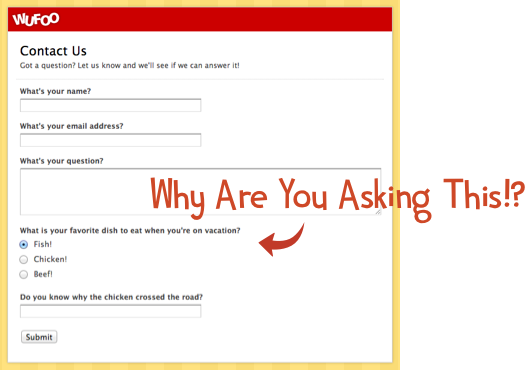 WUFOO
Contact Us
Got a question? Let us know and we'll see if we can answer it!
What's your name?
What's your email address?
What's your question?
Why Are You Asking This!?
What is your favorite dish to eat when you're on vacation?
Fish!
Chicken!
Beef!
Do you know why the chicken crossed the road?
Submit